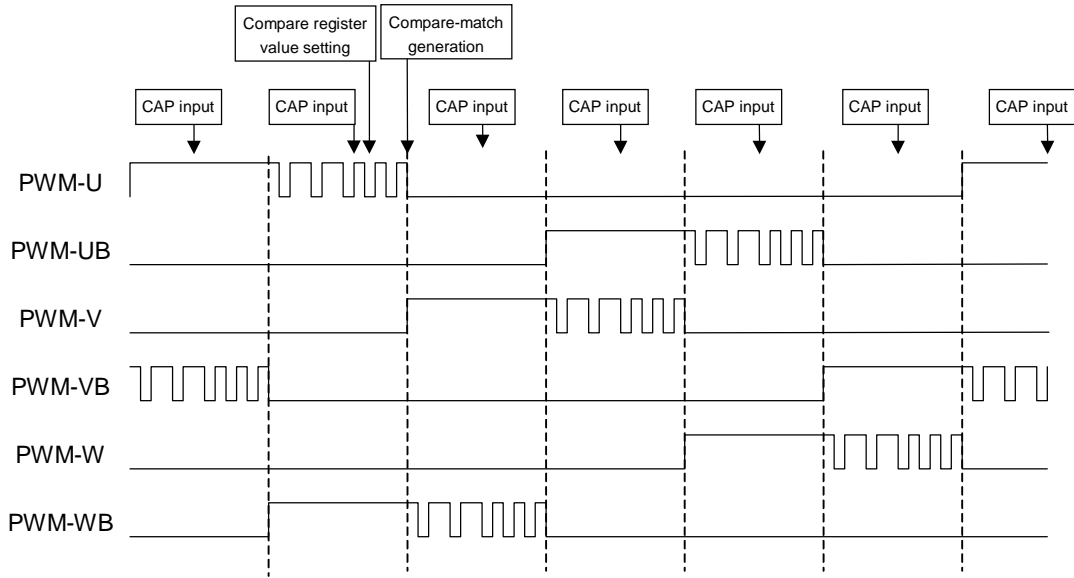 Compare register
value setting
Compare-match
generation
CAP input
CAP input
CAP input
CAP input
CAP input
CAP input
CAP input
PWM-U
PWM-UB
PWM-V
PWM-VB
PWM-W
PWM-WB